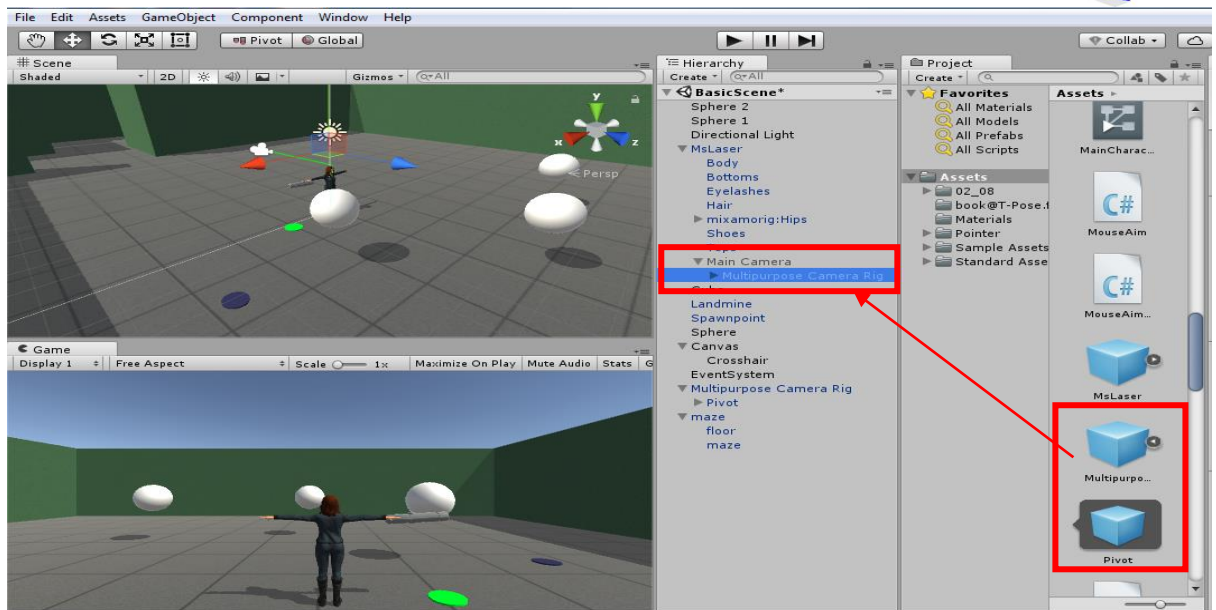 File Edit Assets GameObject Component Window Help
Pivot Global
Collab
Scene
Shaded 2D Gizmos All
y
x z
Persp
Game
Display 1 Free Aspect Scale 1x Maximize On Play Mute Audio Stats G
Hierarchy
Create All
BasicScene*
Sphere 2
Sphere 1
Directional Light
MsLaser
Body
Bottoms
Eyelashes
Hair
mixamorig:Hips
Shoes
Main Camera
Multipurpose Camera Rig
Landmine
Spawnpoint
Sphere
Canvas
Crosshair
EventSystem
Multipurpose Camera Rig
Pivot
maze
floor
maze
Project
Create
Favorites
All Materials
All Models
All Prefabs
All Scripts
Assets
02_08
book@T-Pose.f
Materials
Pointer
Sample Assets
Standard Asse
Assets
MainCharac...
C#
MouseAim
C#
MouseAim...
MsLaser
Multipurpo...
Pivot